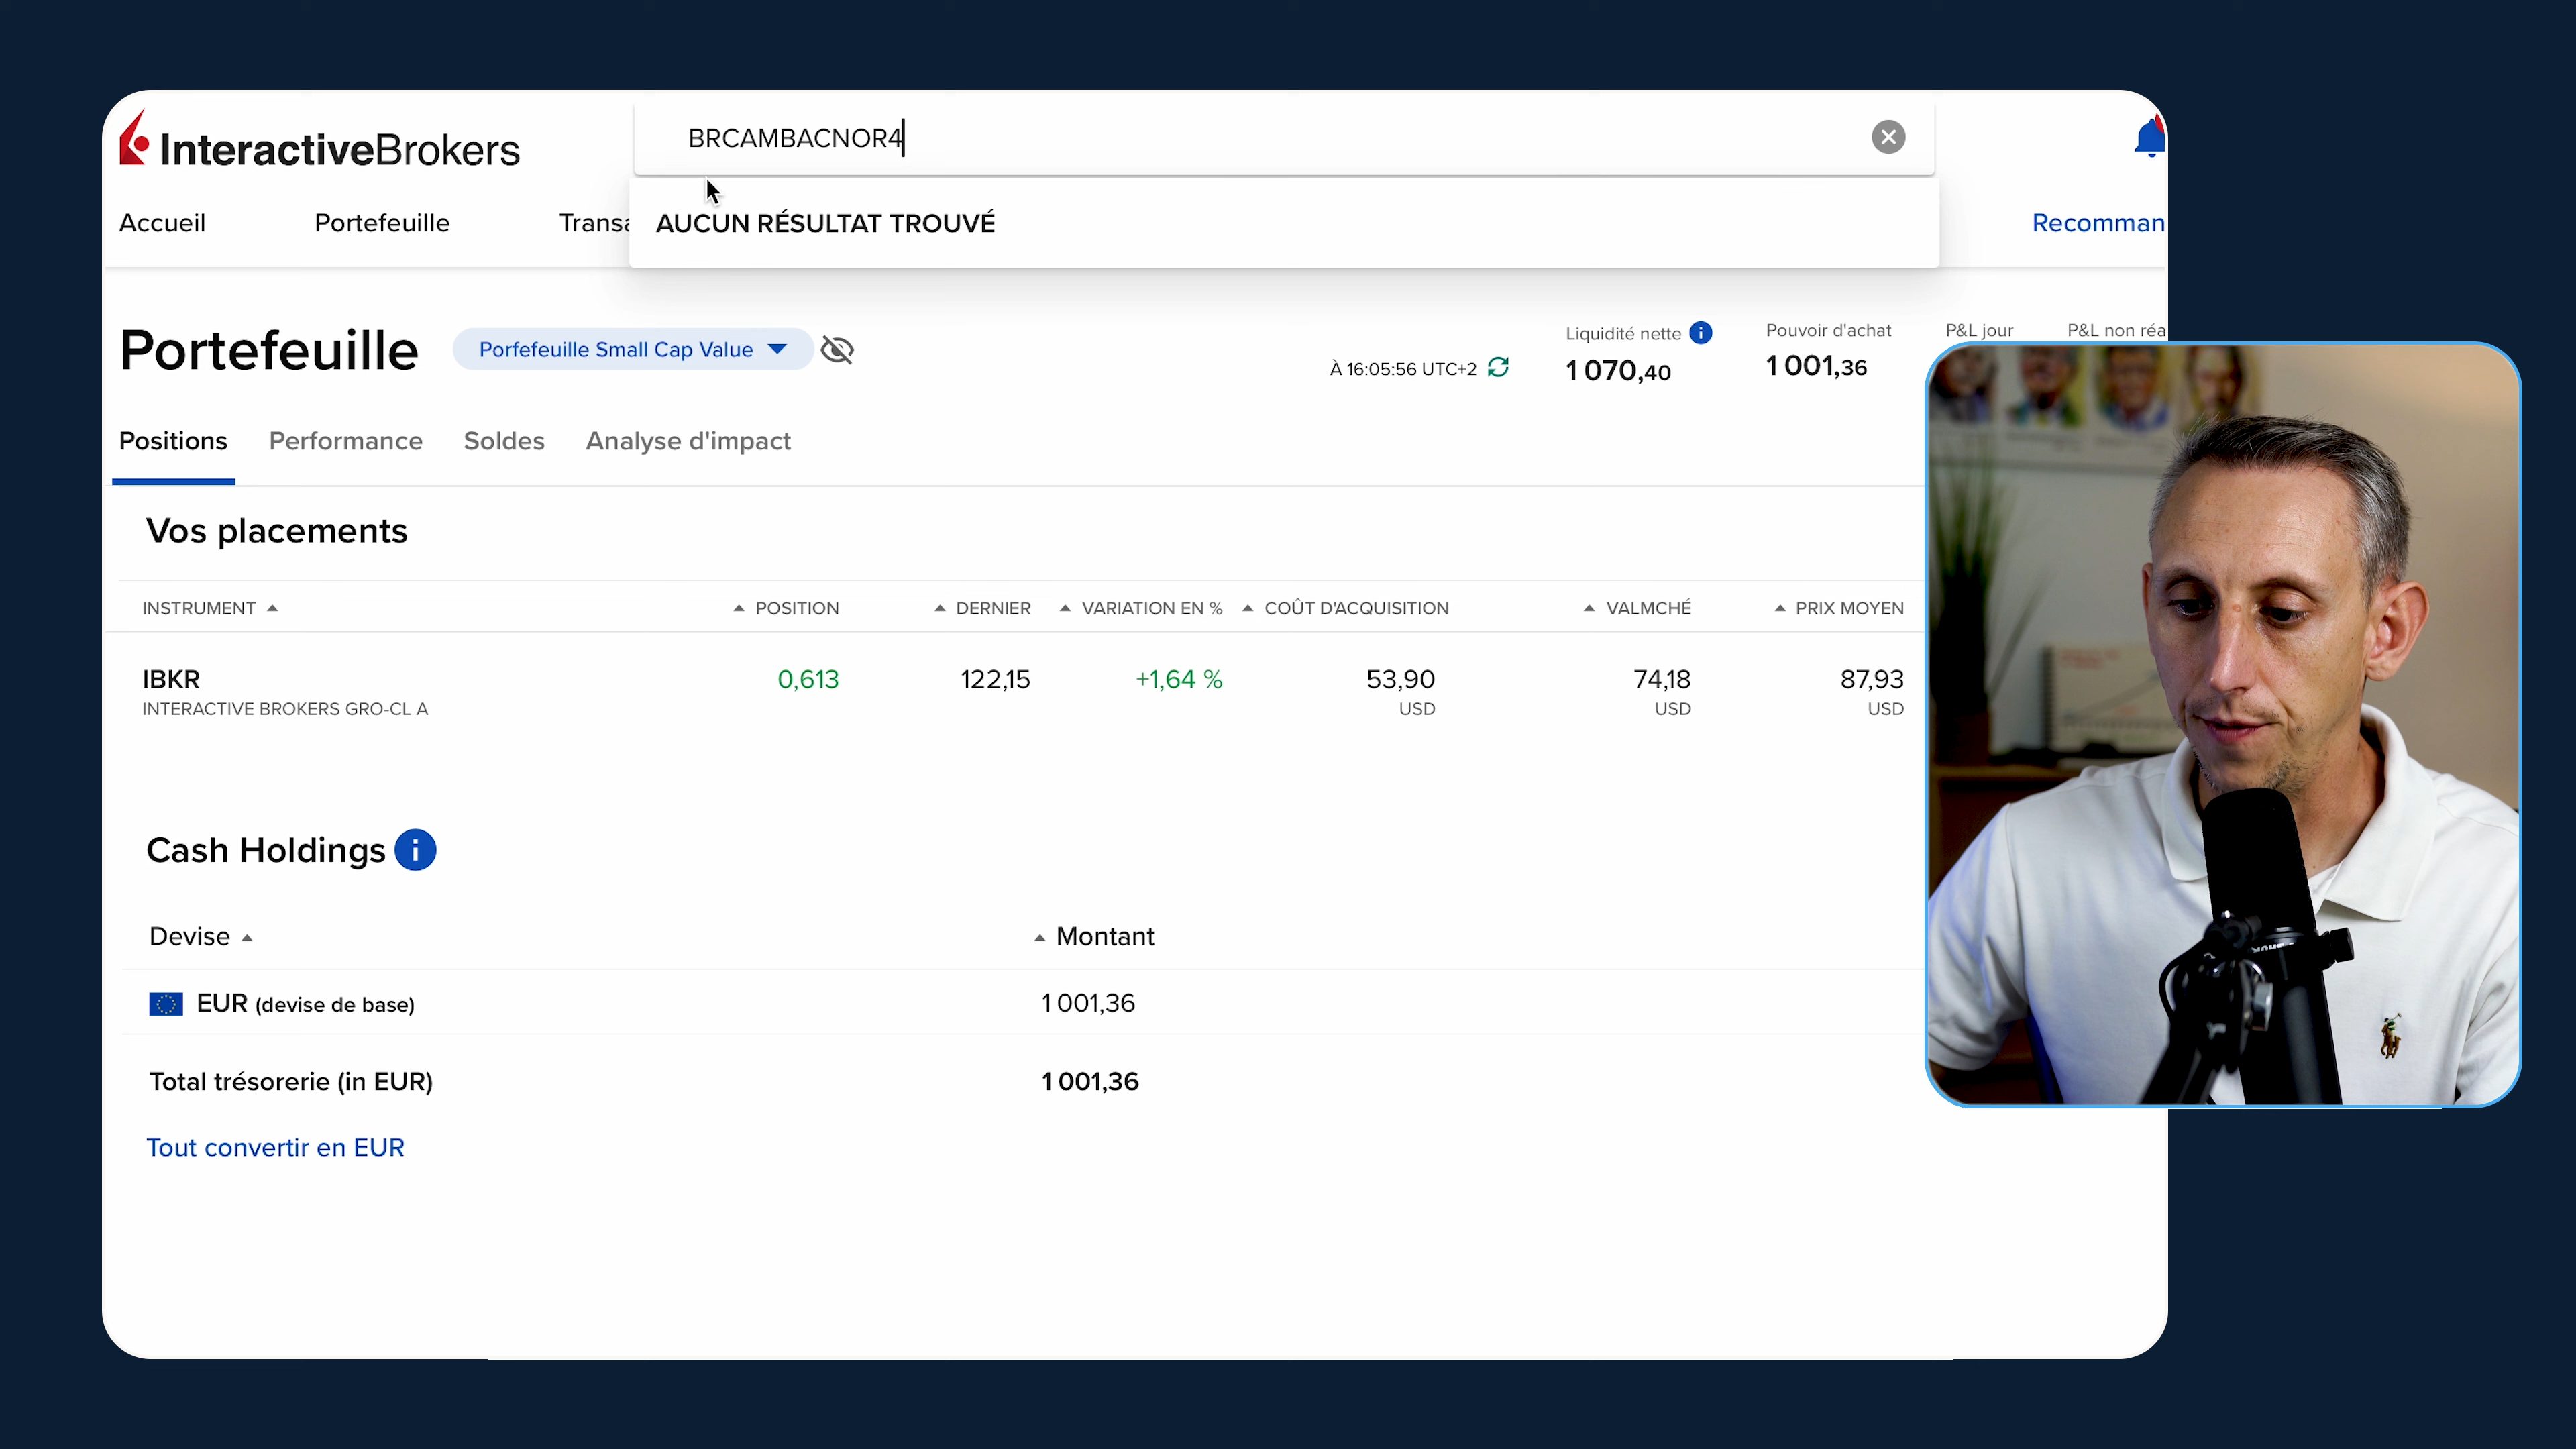 InteractiveBrokers
BRCAMBACNOR4
Accueil
Portefeuille
Transa
AUCUN RÉSULTAT TROUVÉ
Recomman
Portefeuille
Porfefeuille Small Cap Value
À 16:05:56 UTC+2
Liquidité nette
1 070,40
Pouvoir d'achat
1 001,36
P&L jour
P&L non réa
Positions
Performance
Soldes
Analyse d'impact
Vos placements
INSTRUMENT
POSITION
DERNIER
VARIATION EN %
COÛT D'ACQUISITION
VALMCHÉ
PRIX MOYEN
IBKR
0,613
122,15
+1,64 %
53,90
74,18
87,93
INTERACTIVE BROKERS GRO-CL A
USD
USD
USD
Cash Holdings
Devise
Montant
EUR (devise de base)
1 001,36
Total trésorerie (in EUR)
1 001,36
Tout convertir en EUR